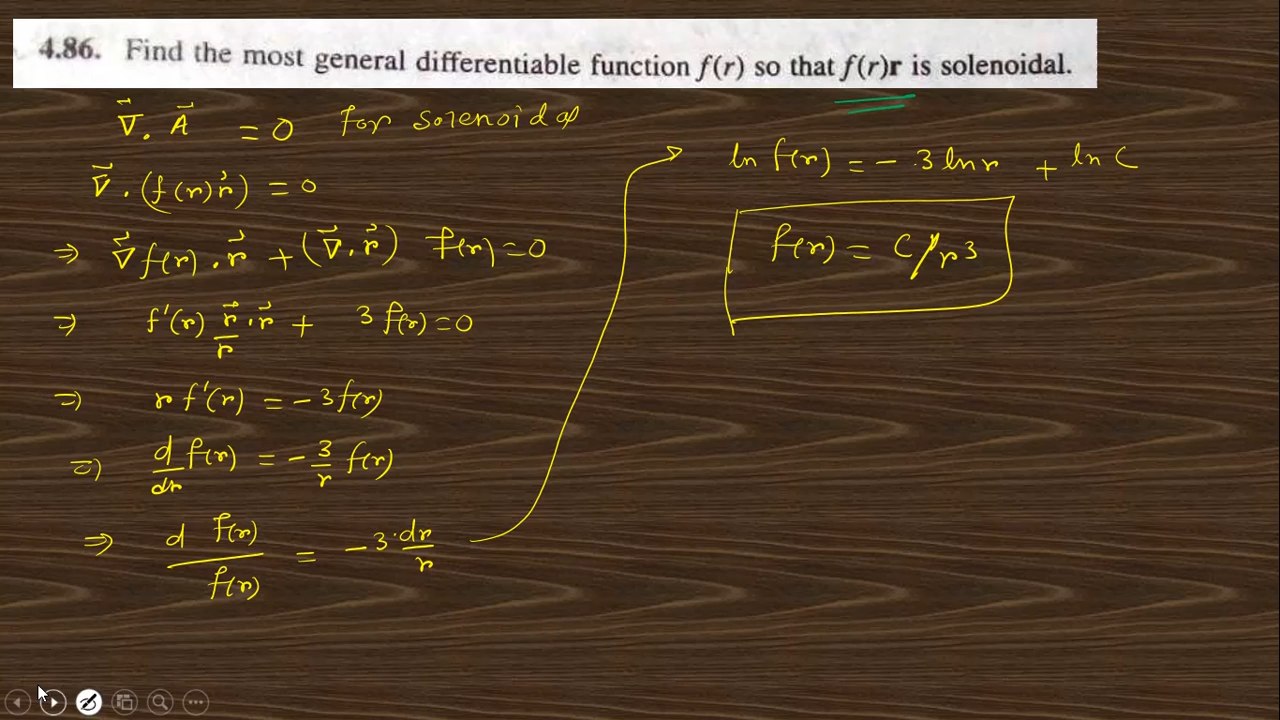 4.86. Find the most general differentiable function f(r) so that f(r)r is solenoidal.
∇⃗ . A⃗ = 0 for solenoidal
∇⃗ . (f(r) r⃗) = 0
⇒ ∇⃗ f(r) . r⃗ + (∇⃗ . r⃗) f(r) = 0
⇒ f'(r) r⃗/r . r⃗ + 3 f(r) = 0
⇒ r f'(r) = - 3 f(r)
⇒ d/dr f(r) = - 3/r f(r)
⇒ d f(r) / f(r) = - 3 . dr/r
ln f(r) = - 3 ln r + ln C
f(r) = C/r³